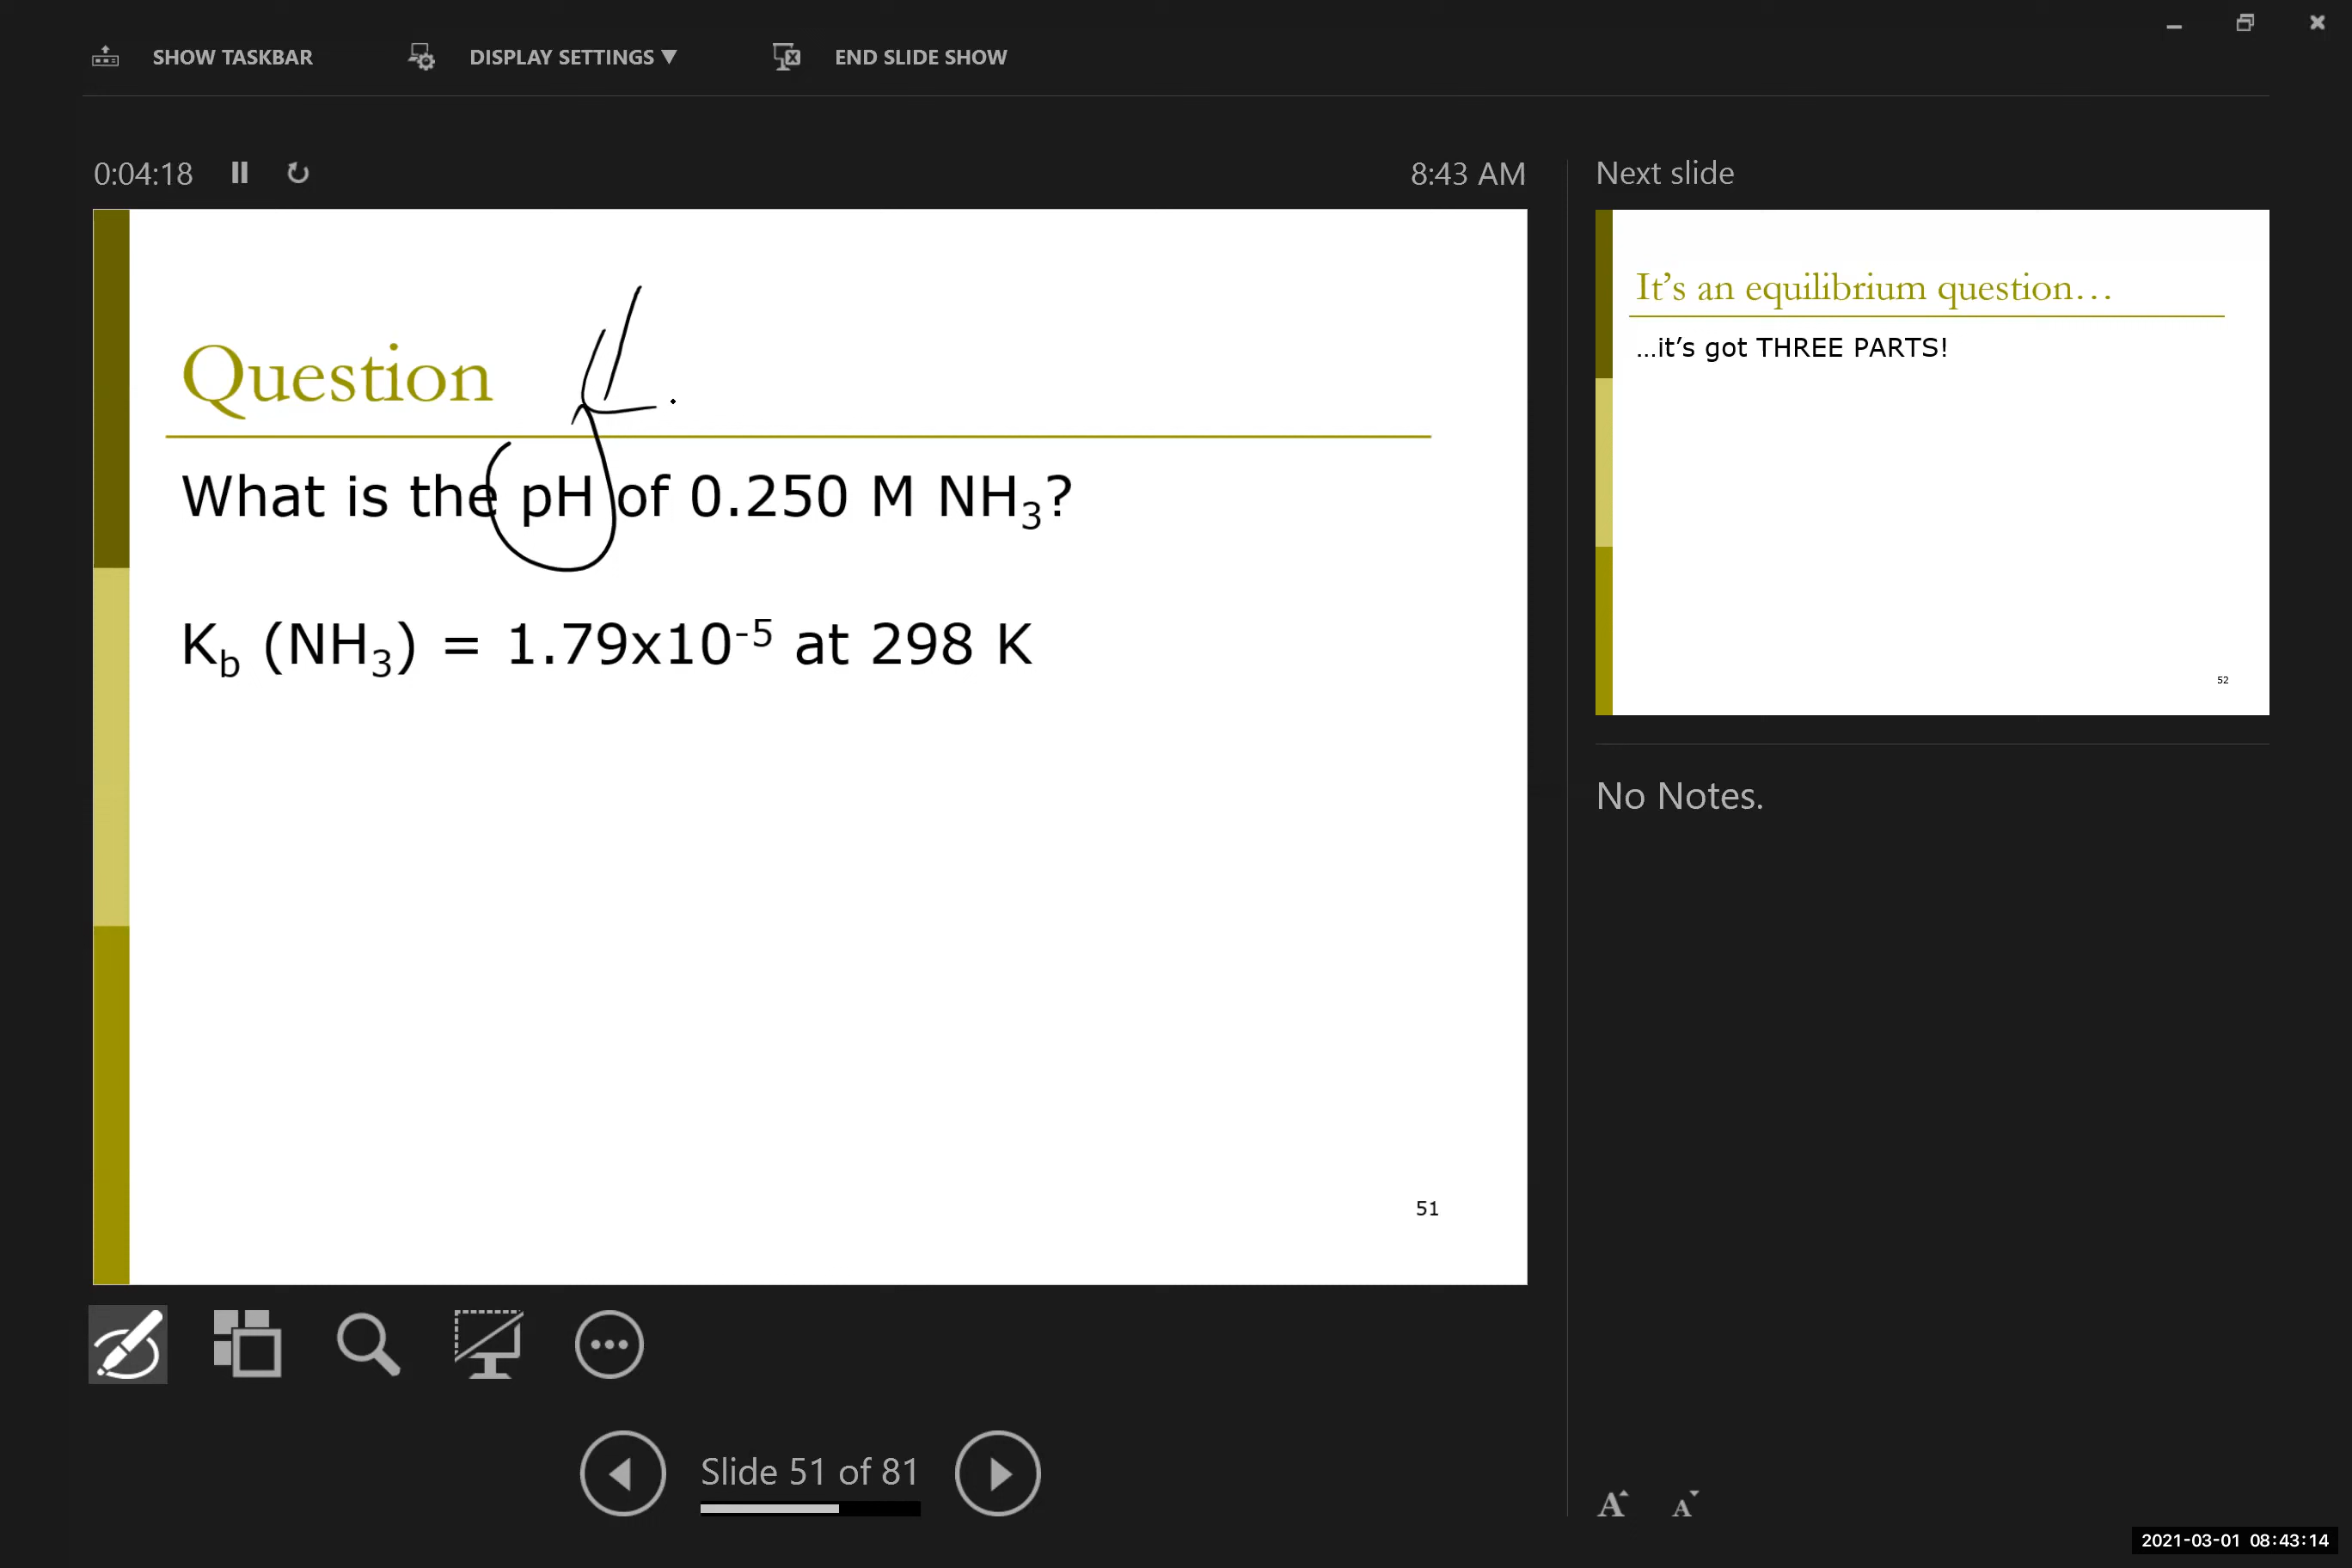 SHOW TASKBAR DISPLAY SETTINGS ▼ END SLIDE SHOW
0:04:18 8:43 AM
Question
What is the pH of 0.250 M NH₃?
K_b (NH₃) = 1.79x10⁻⁵ at 298 K
51
Slide 51 of 81
Next slide
It's an equilibrium question…
…it's got THREE PARTS!
52
No Notes.
A A
2021-03-01 08:43:14